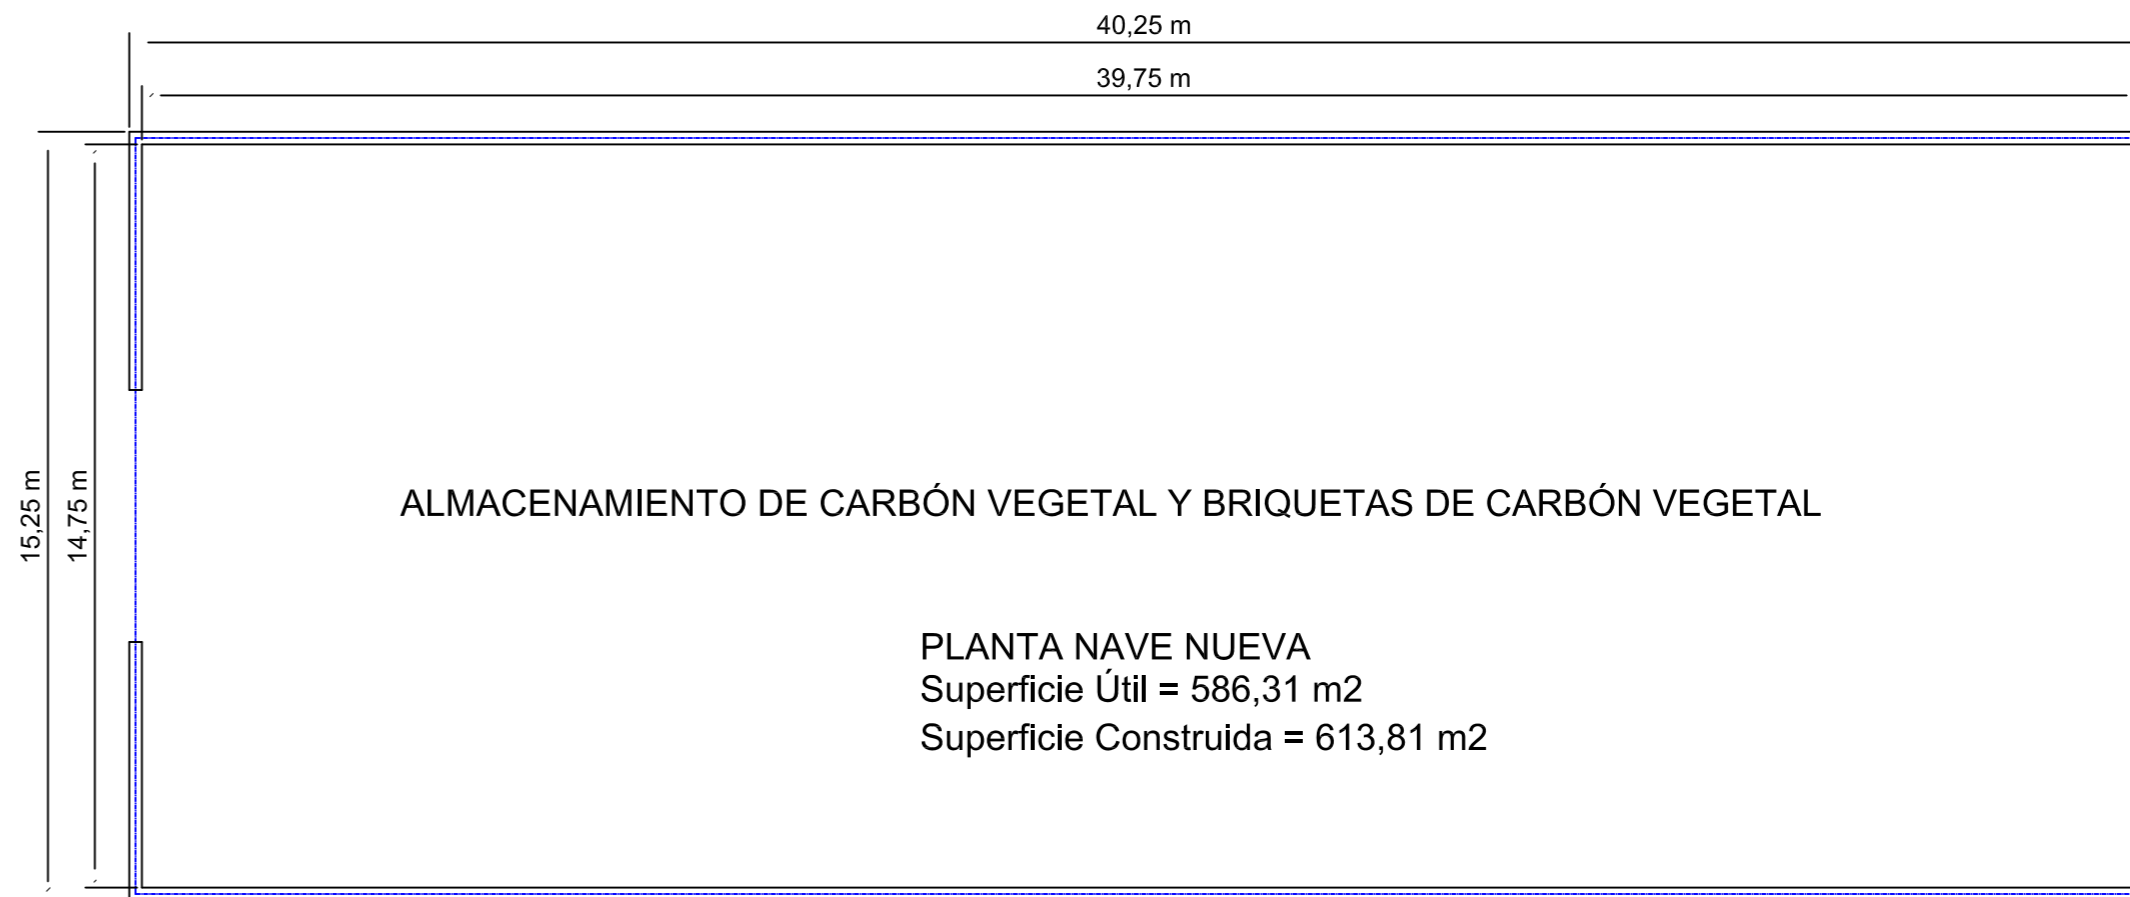 40,25 m
39,75 m
15,25 m
14,75 m
ALMACENAMIENTO DE CARBÓN VEGETAL Y BRIQUETAS DE CARBÓN VEGETAL
PLANTA NAVE NUEVA
Superficie Útil = 586,31 m2
Superficie Construida = 613,81 m2